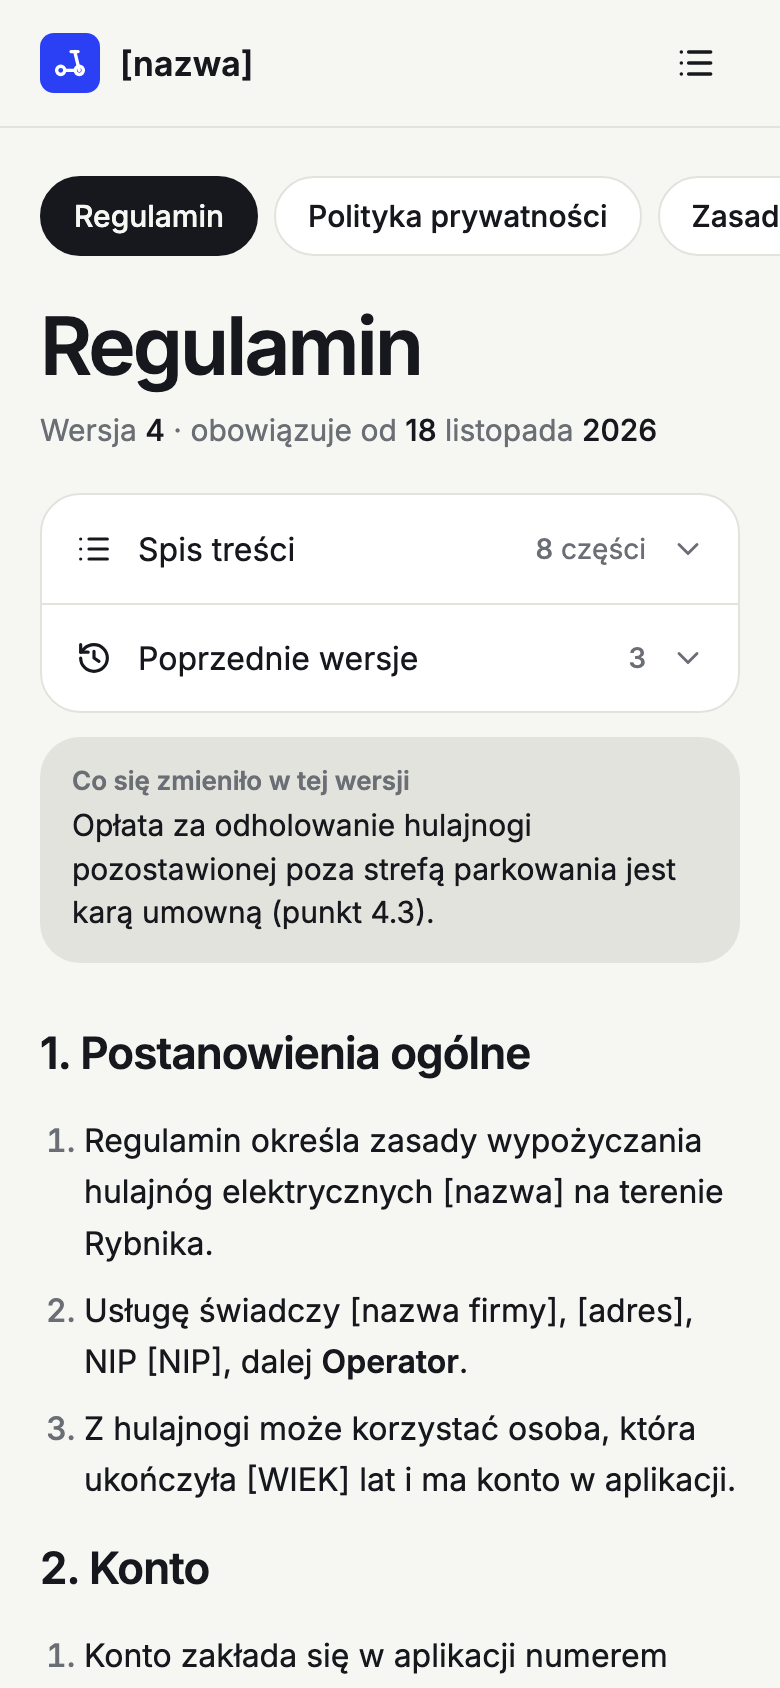 [nazwa]
Regulamin
Polityka prywatności
Zasad
Regulamin
Wersja 4 · obowiązuje od 18 listopada 2026
Spis treści
8 części
Poprzednie wersje
3
Co się zmieniło w tej wersji
Opłata za odholowanie hulajnogi
pozostawionej poza strefą parkowania jest
karą umowną (punkt 4.3).
1. Postanowienia ogólne
1. Regulamin określa zasady wypożyczania
hulajnóg elektrycznych [nazwa] na terenie
Rybnika.
2. Usługę świadczy [nazwa firmy], [adres],
NIP [NIP], dalej Operator.
3. Z hulajnogi może korzystać osoba, która
ukończyła [WIEK] lat i ma konto w aplikacji.
2. Konto
1. Konto zakłada się w aplikacji numerem